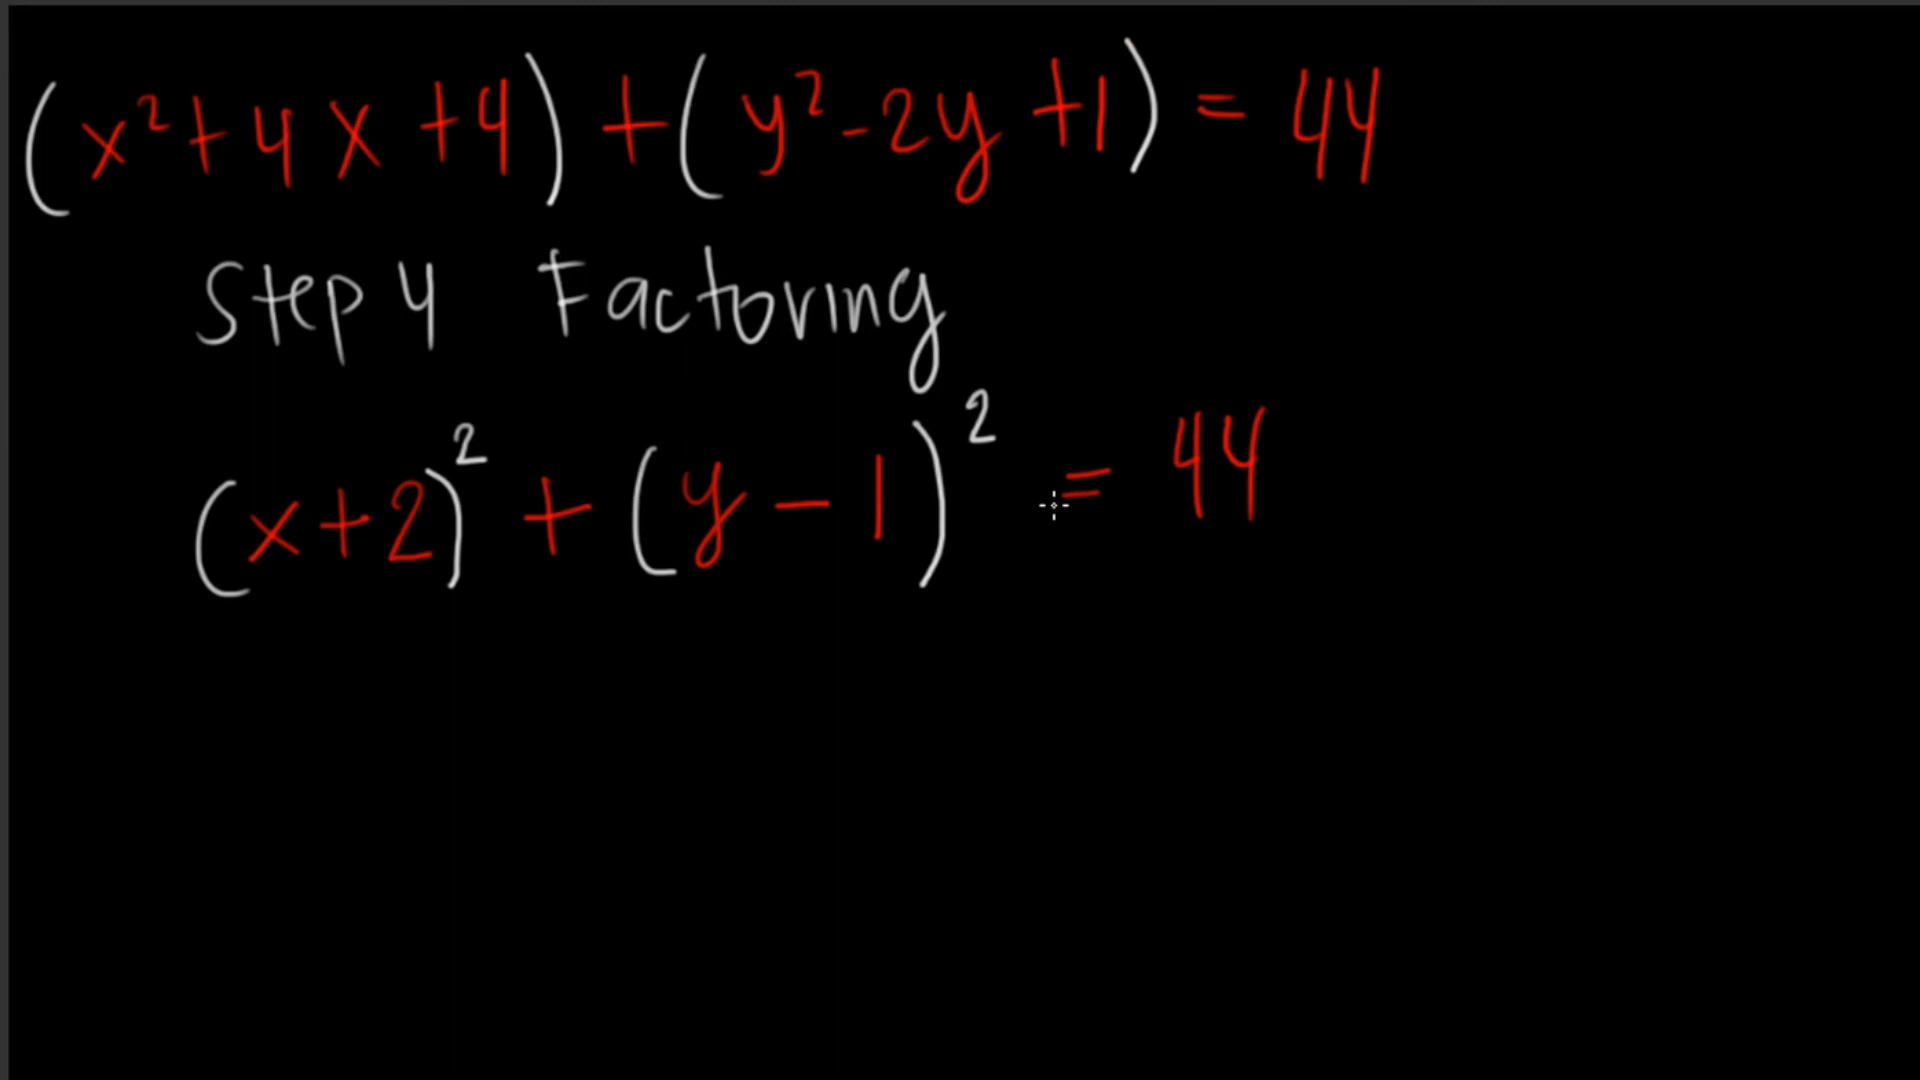 (x²+4x+4)+(y²-2y+1)=44
Step 4 Factoring
(x+2)²+(y-1)²=44